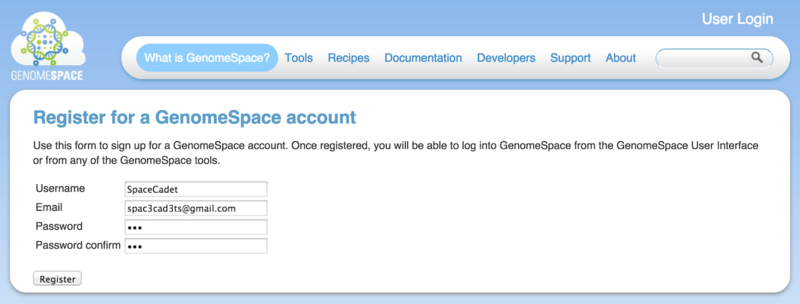 User Login
GENOMESPACE
What is GenomeSpace? Tools Recipes Documentation Developers Support About
Register for a GenomeSpace account
Use this form to sign up for a GenomeSpace account. Once registered, you will be able to log into GenomeSpace from the GenomeSpace User Interface
or from any of the GenomeSpace tools.
Username SpaceCadet
Email spac3cad3ts@gmail.com
Password •••
Password confirm •••
Register